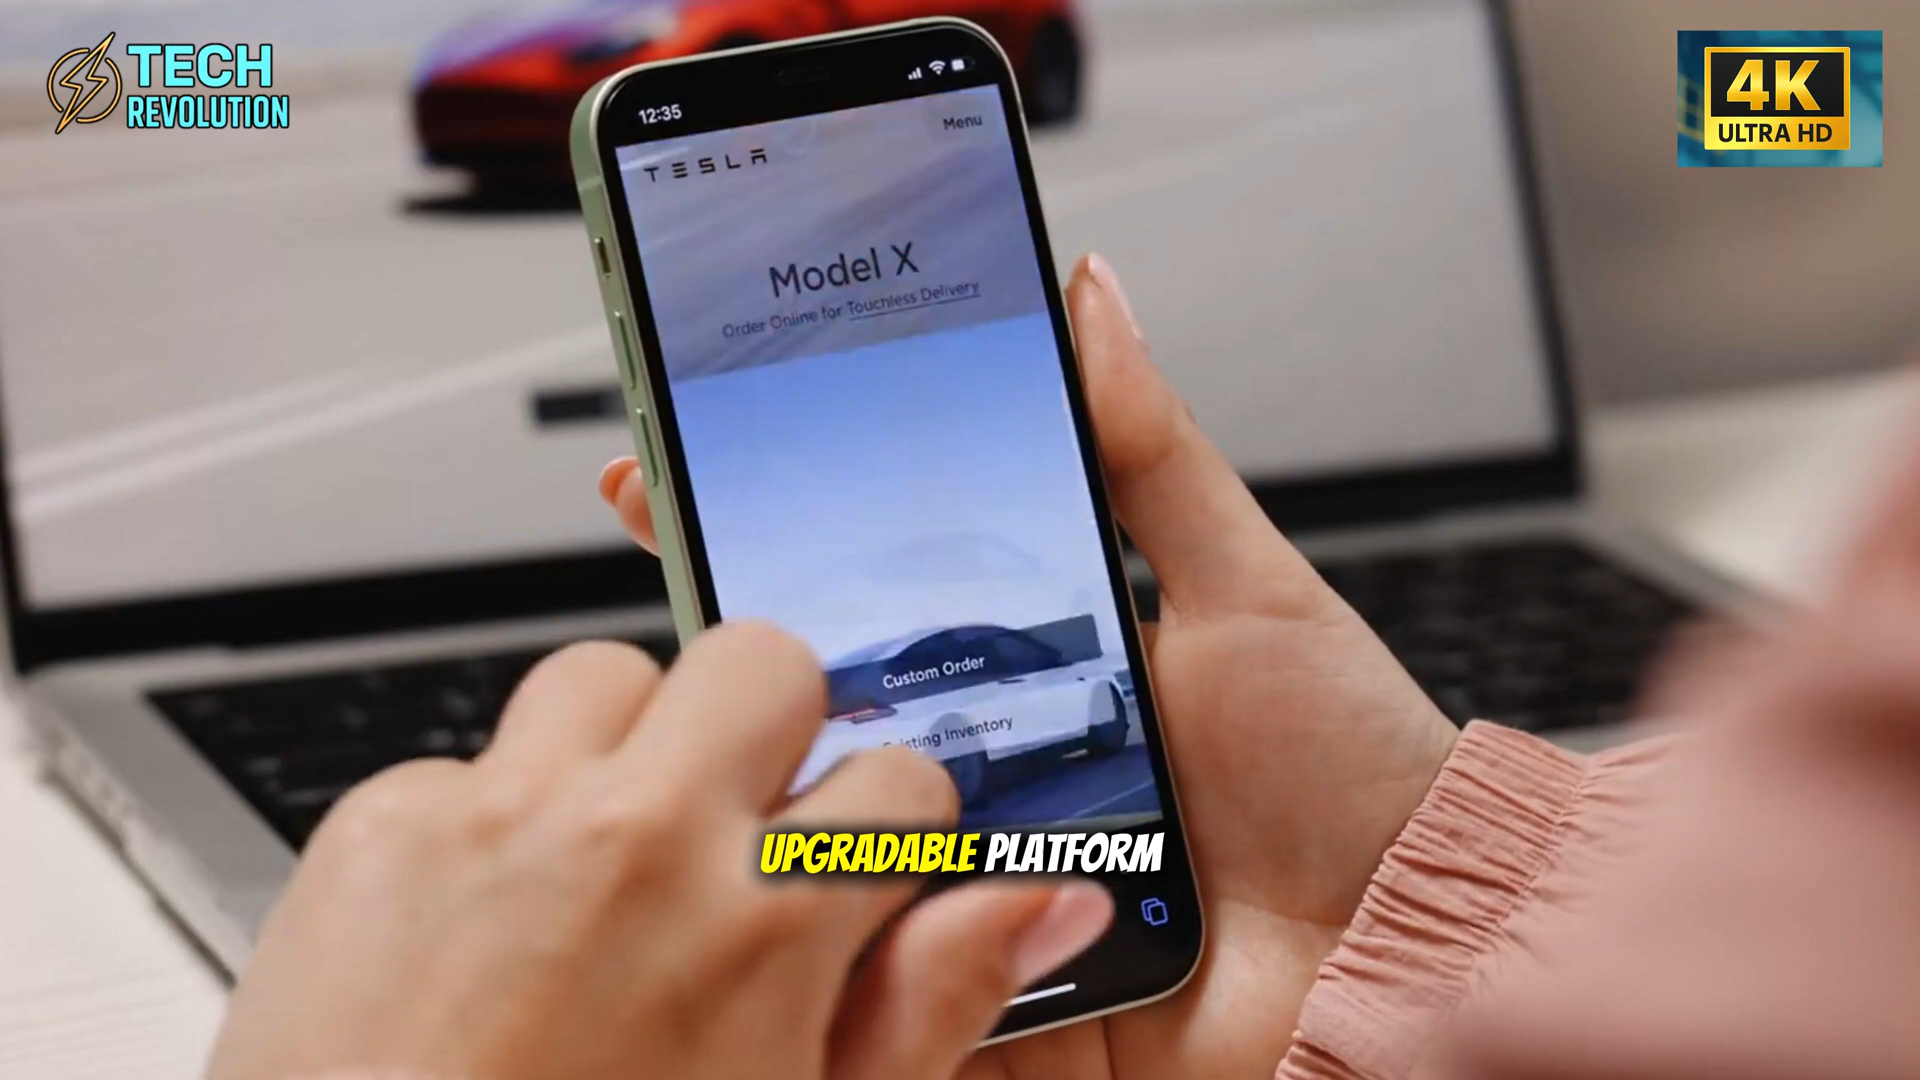 TECH
REVOLUTION
4K
ULTRA HD
12:35
Menu
TESLA
Model X
Order Online for Touchless Delivery
Custom Order
Inventory
UPGRADABLE PLATFORM